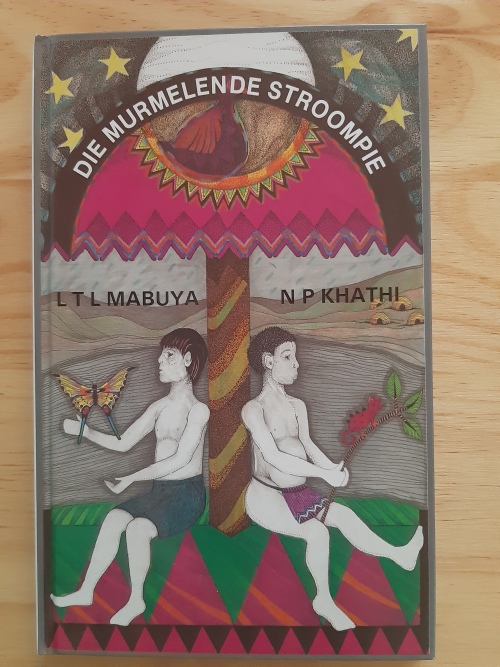 DIE MURMELENDE STROOMPIE
L T L MABUYA
N P KHATHI